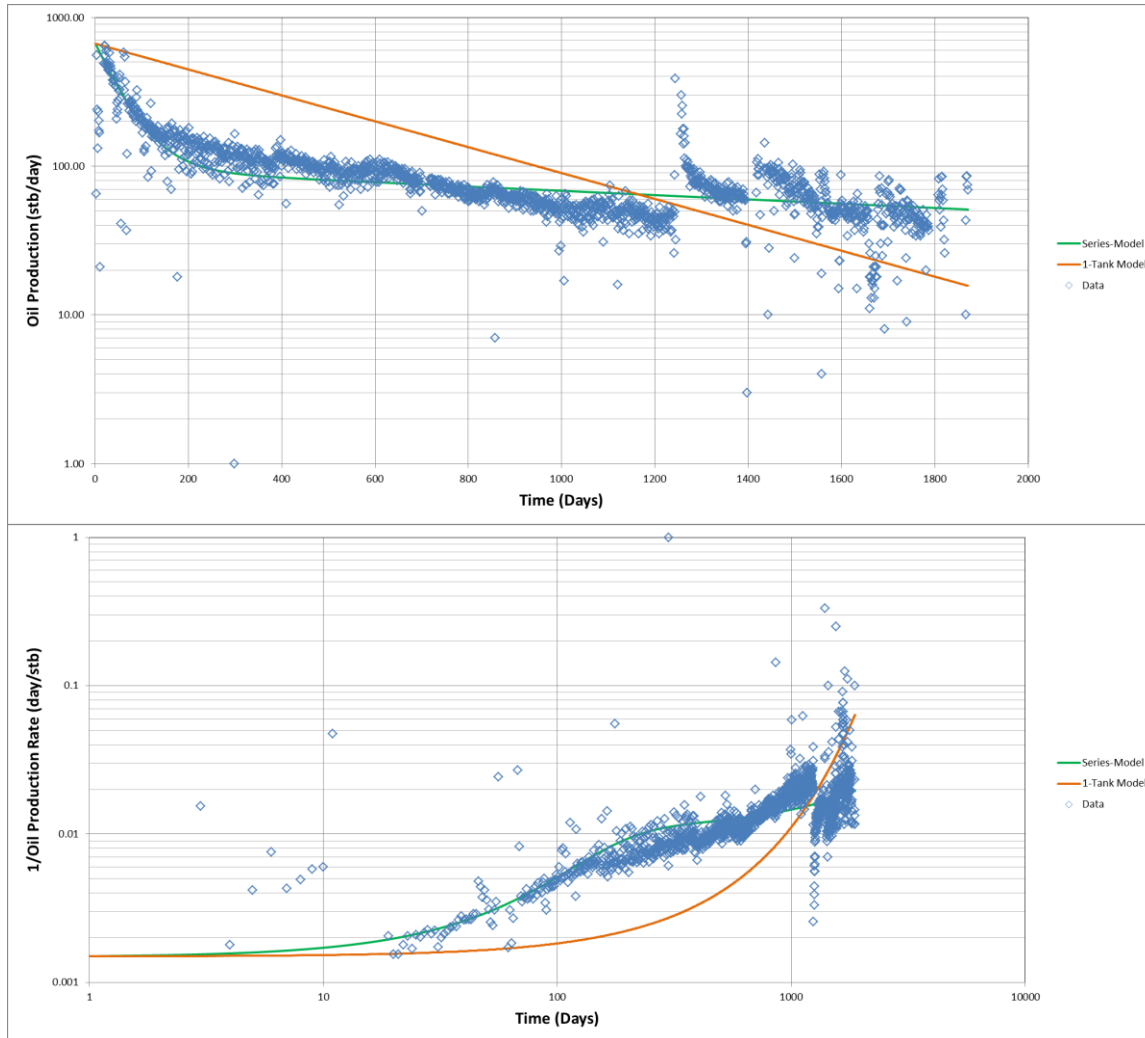 1000.00
100.00
10.00
1.00
Oil Production (stb/day)
0 200 400 600 800 1000 1200 1400 1600 1800 2000
Time (Days)
Series-Model
1-Tank Model
Data
1
0.1
0.01
0.001
1/Oil Production Rate (day/stb)
1 10 100 1000 10000
Time (Days)
Series-Model
1-Tank Model
Data